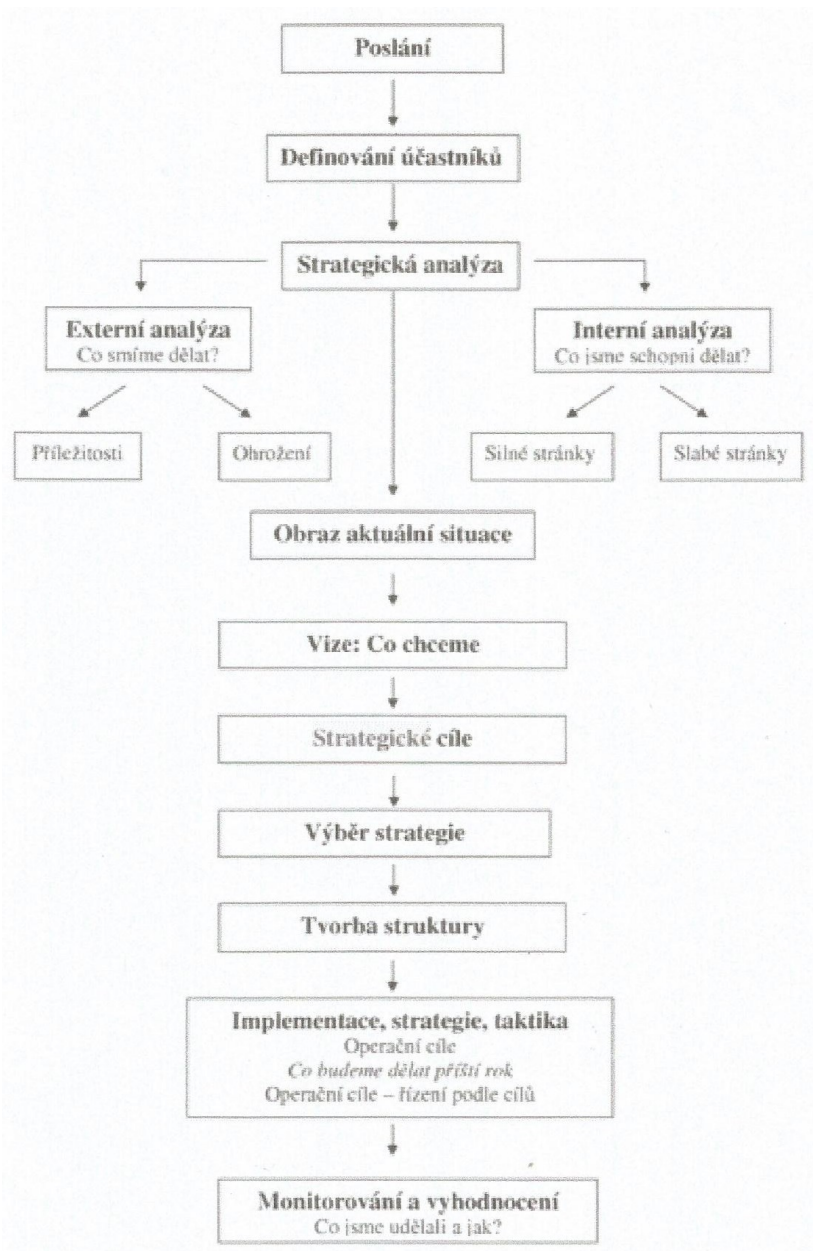 Poslání
Definování účastníků
Strategická analýza
Externí analýza
Co smíme dělat?
Interní analýza
Co jsme schopni dělat?
Příležitosti
Ohrožení
Silné stránky
Slabé stránky
Obraz aktuální situace
Vize: Co chceme
Strategické cíle
Výběr strategie
Tvorba struktury
Implementace, strategie, taktika
Operační cíle
Co budeme dělat příští rok
Operační cíle – řízení podle cílů
Monitorování a vyhodnocení
Co jsme udělali a jak?